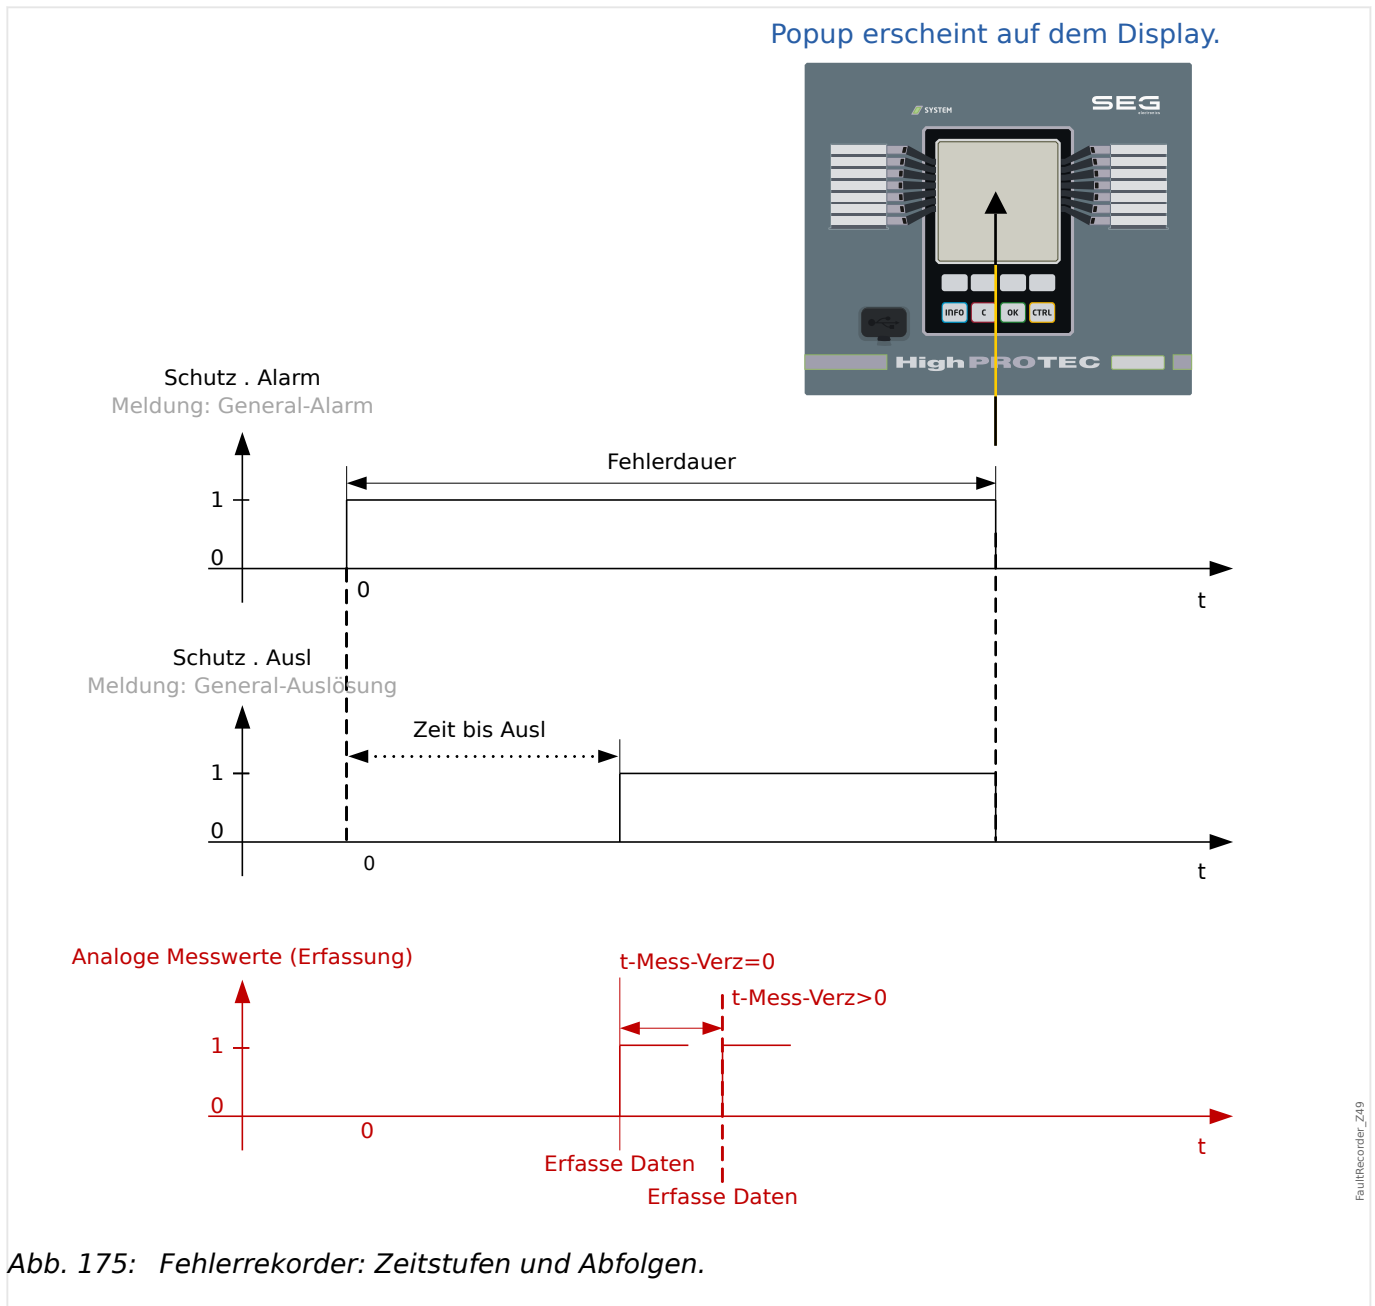 Popup erscheint auf dem Display.
SYSTEM
SEG
electronics
INFO
C
OK
CTRL
HighPROTEC
Schutz . Alarm
Meldung: General-Alarm
Fehlerdauer
1
0
0
t
Schutz . Ausl
Meldung: General-Auslösung
Zeit bis Ausl
1
0
0
t
Analoge Messwerte (Erfassung)
t-Mess-Verz=0
t-Mess-Verz>0
1
0
0
t
Erfasse Daten
Erfasse Daten
FaultRecorder_Z49
Abb. 175: Fehlerrekorder: Zeitstufen und Abfolgen.